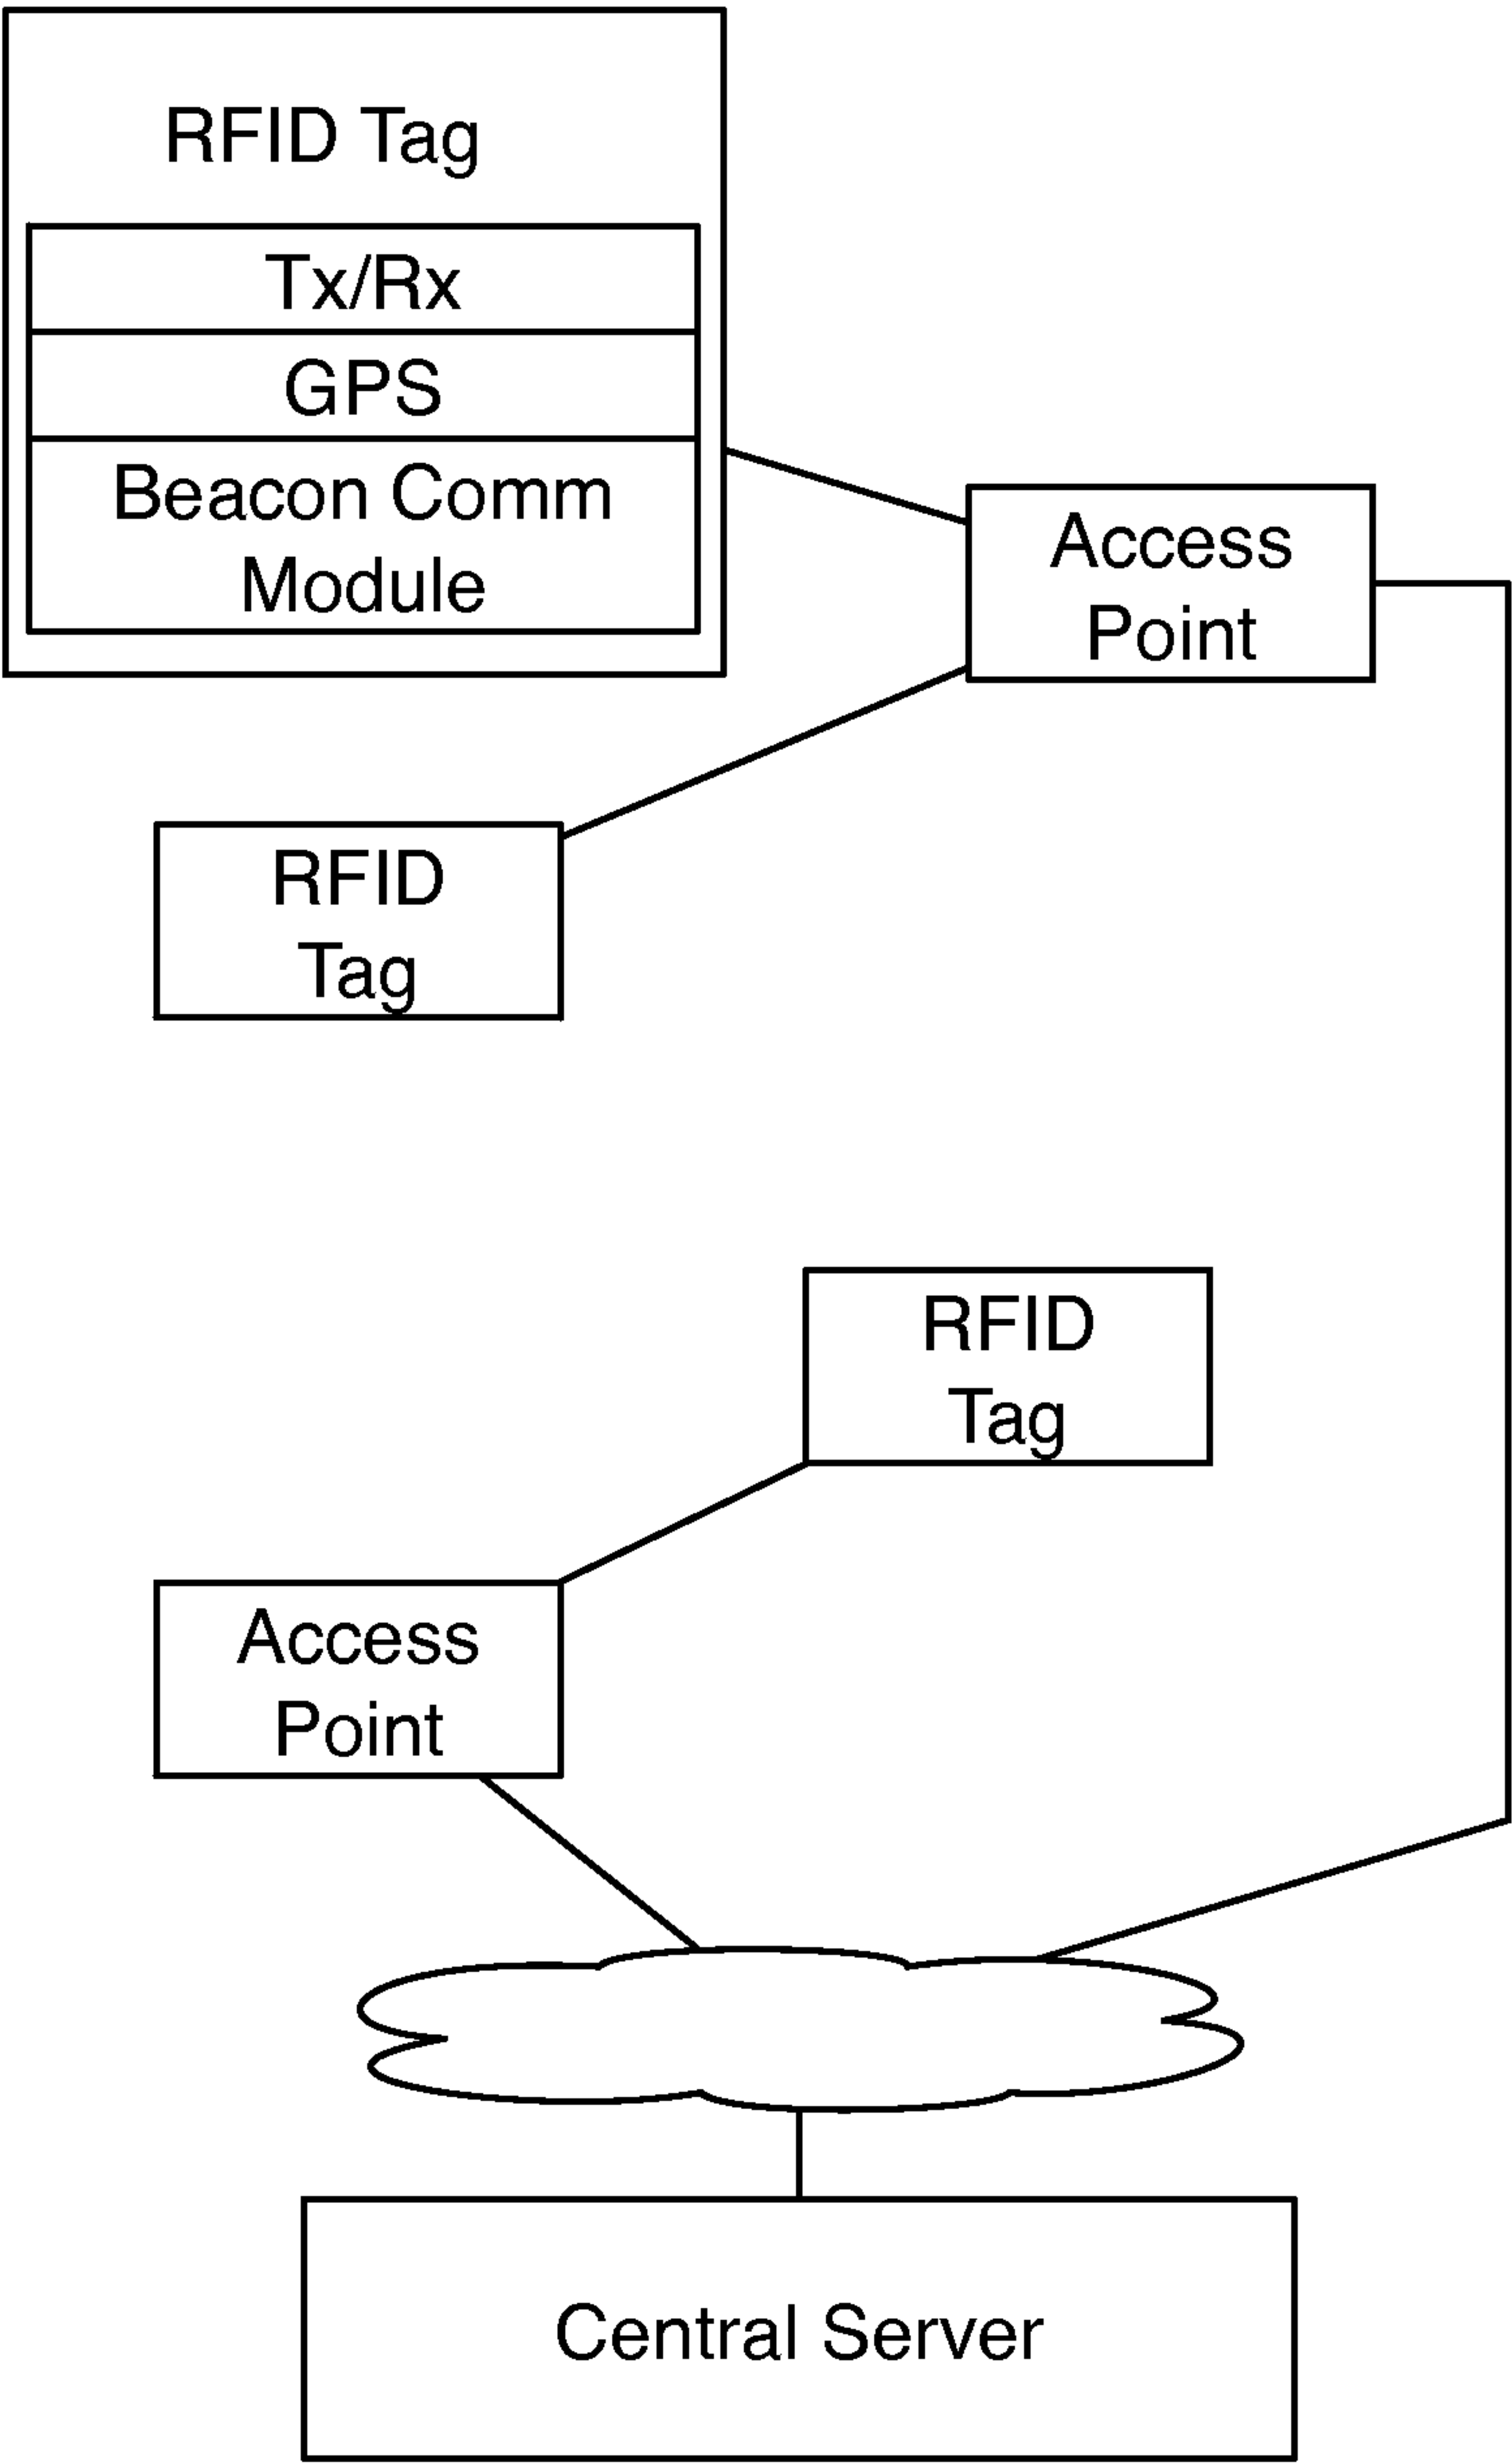 RFID Tag
Tx/Rx
GPS
Beacon Comm
Module
Access
Point
RFID
Tag
RFID
Tag
Access
Point
Central Server